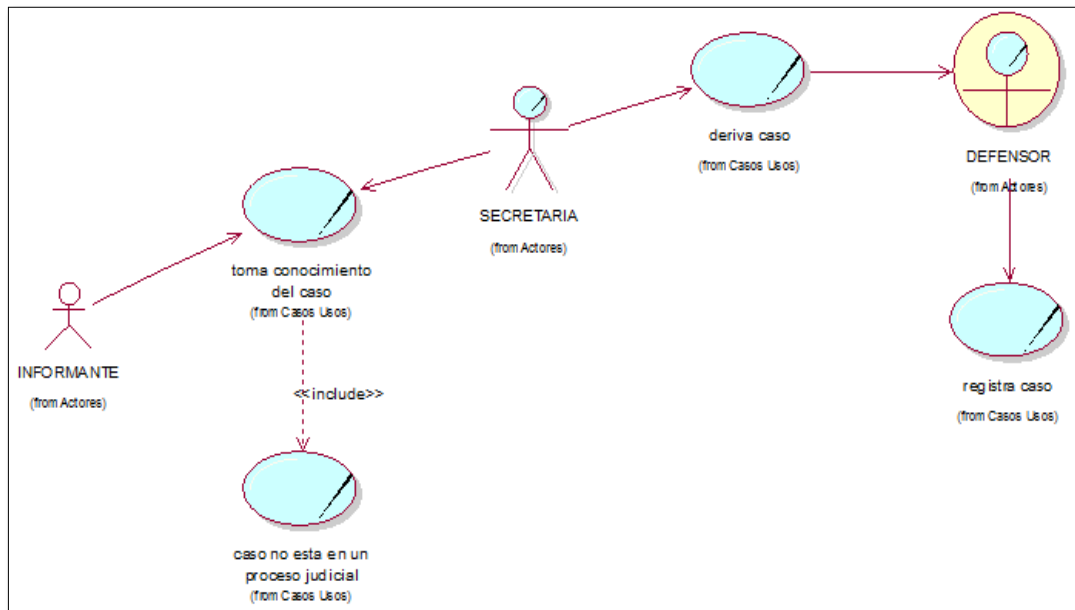 deriva caso
(from Casos Usos)
DEFENSOR
(from Actores)
SECRETARIA
(from Actores)
toma conocimiento
del caso
(from Casos Usos)
INFORMANTE
(from Actores)
<<include>>
registra caso
(from Casos Usos)
caso no esta en un
proceso judicial
(from Casos Usos)